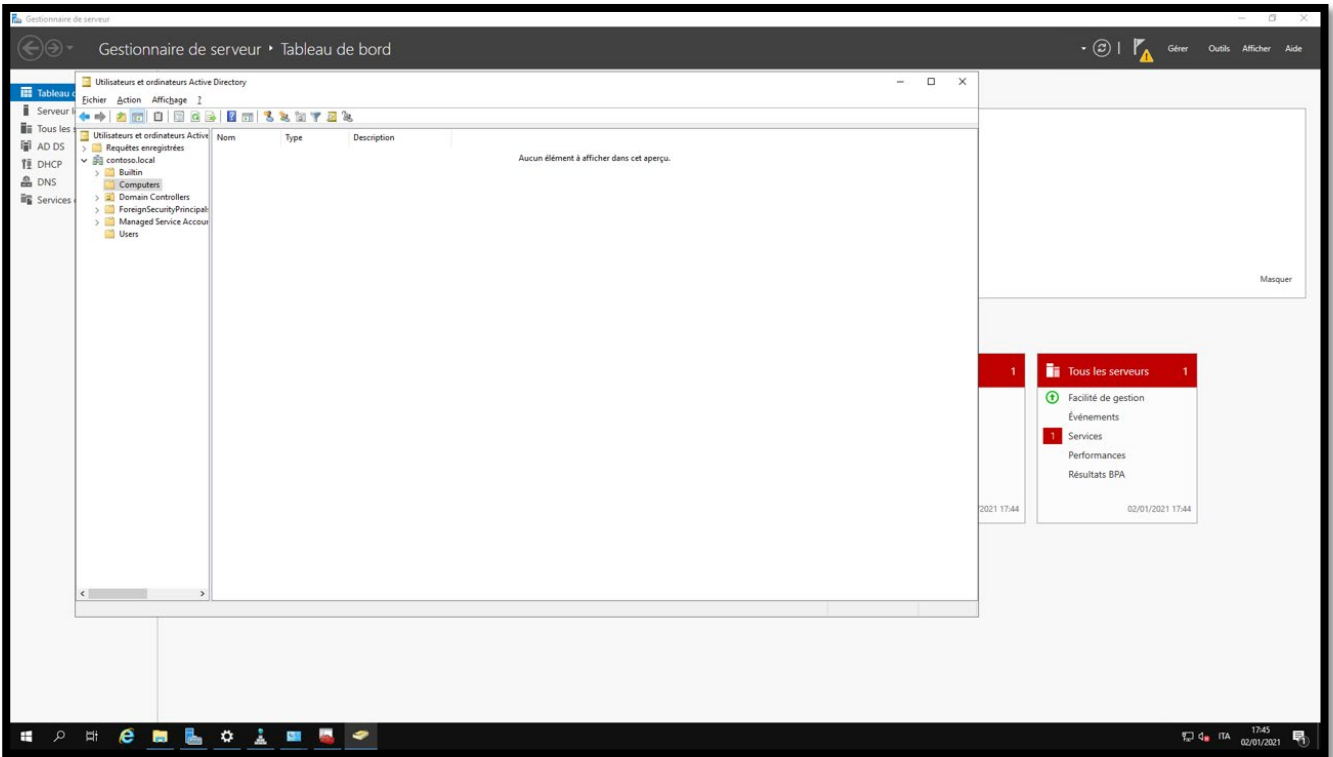 Gestionnaire de serveur
Gestionnaire de serveur • Tableau de bord
Gérer Outils Afficher Aide
Tableau
Serveur
Tous les
AD DS
DHCP
DNS
Services
Utilisateurs et ordinateurs Active Directory
Fichier Action Affichage ?
Utilisateurs et ordinateurs Active
Requêtes enregistrées
contoso.local
Builtin
Computers
Domain Controllers
ForeignSecurityPrincipals
Managed Service Accoun
Users
Nom Type Description
Aucun élément à afficher dans cet aperçu.
Masquer
1
2021 17:44
Tous les serveurs 1
Facilité de gestion
Événements
1 Services
Performances
Résultats BPA
02/01/2021 17:44
ITA
17:45
02/01/2021
1